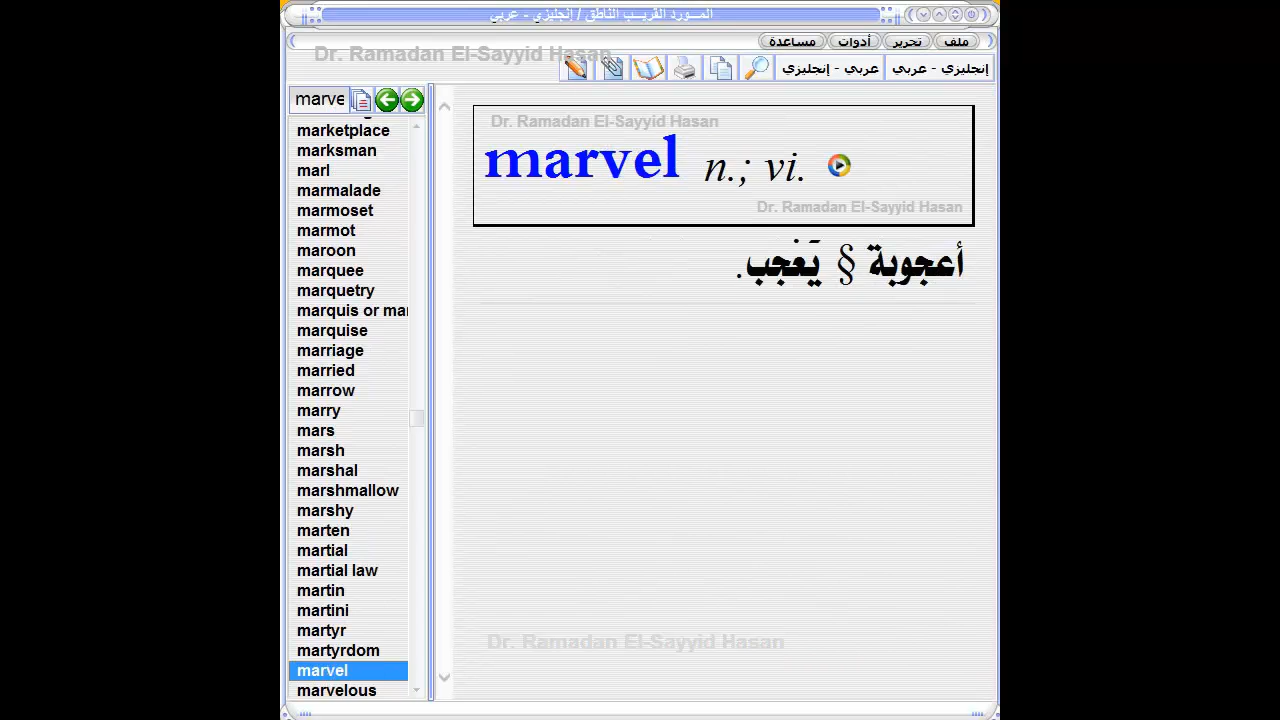 المـــورد القريـــب الناطق / إنجليزي - عربي
ملف تحرير أدوات مساعدة
Dr. Ramadan El-Sayyid Hasan
إنجليزي - عربي عربي - إنجليزي
marve
marketplace
marksman
marl
marmalade
marmoset
marmot
maroon
marquee
marquetry
marquis or mar
marquise
marriage
married
marrow
marry
mars
marsh
marshal
marshmallow
marshy
marten
martial
martial law
martin
martini
martyr
martyrdom
marvel
marvelous
Dr. Ramadan El-Sayyid Hasan
marvel n.; vi.
Dr. Ramadan El-Sayyid Hasan
أعجوبة § يَعْجب.
Dr. Ramadan El-Sayyid Hasan